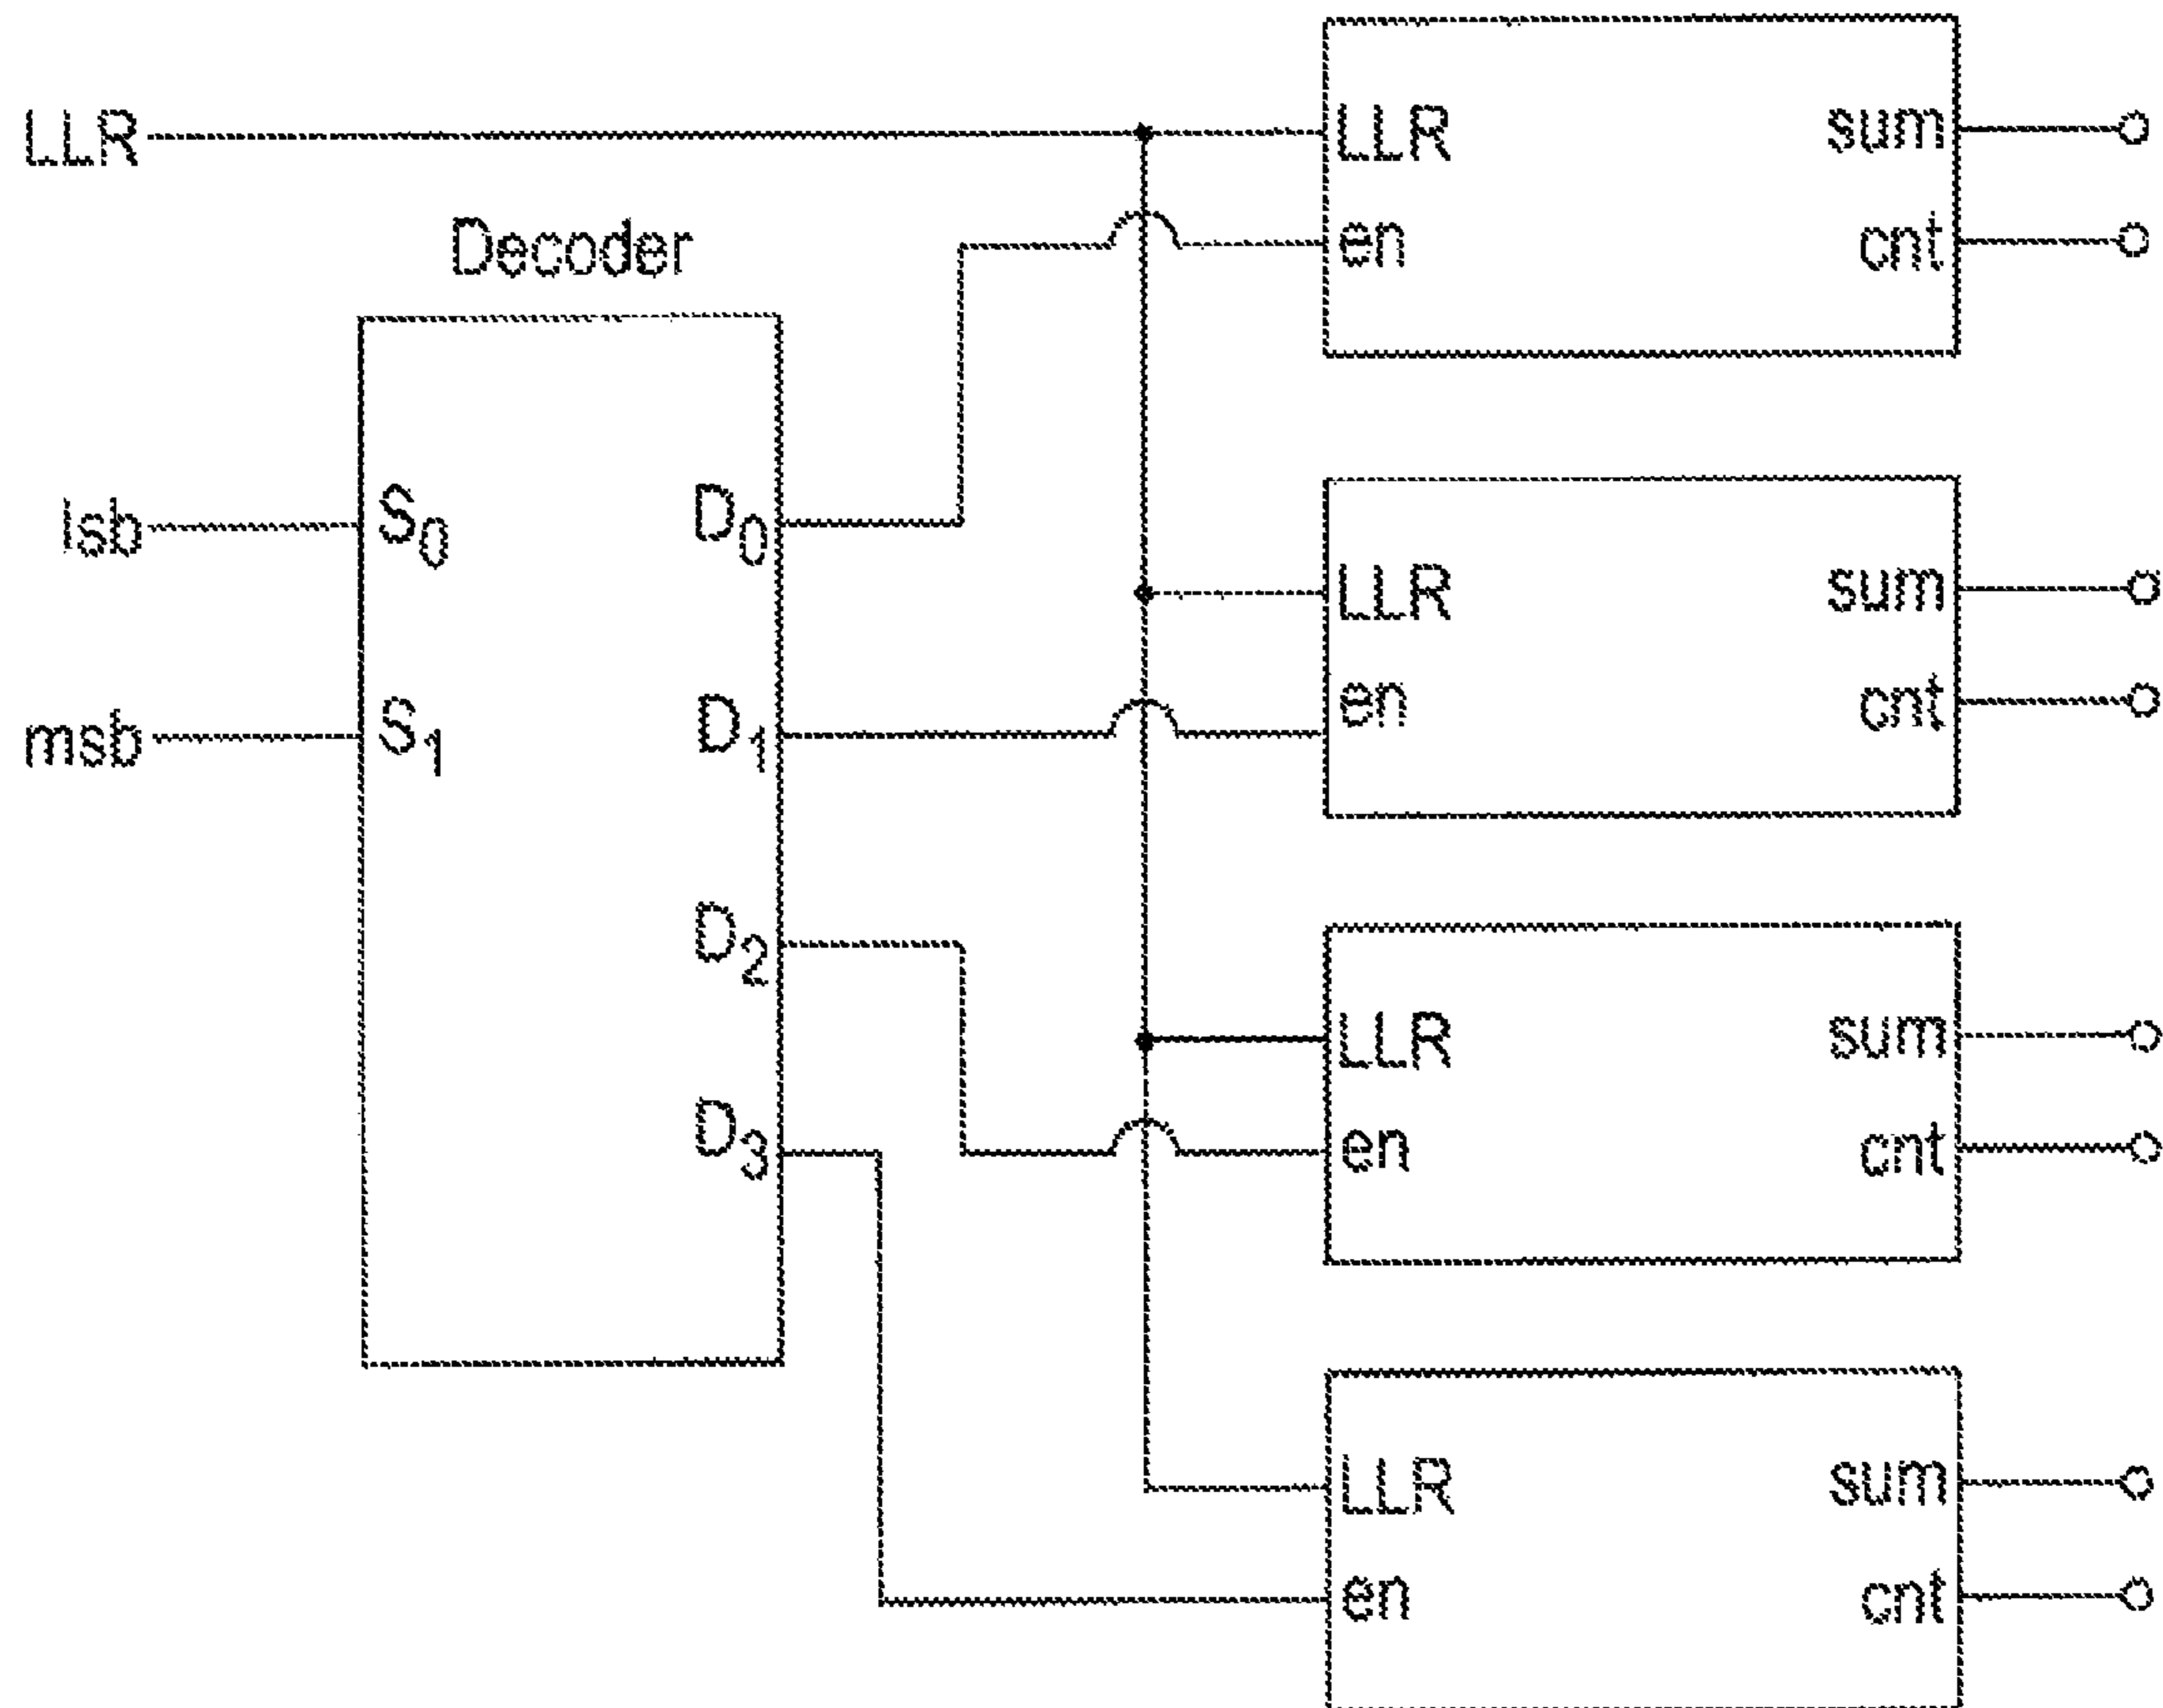 LLR
Decoder
lsb
msb
S0
S1
D0
D1
D2
D3
LLR
en
sum
cnt
LLR
en
sum
cnt
LLR
en
sum
cnt
LLR
en
sum
cnt